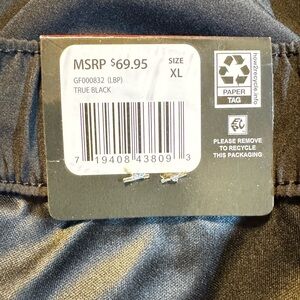 MSRP $69.95
SIZE
XL
GF000832 (LBP)
TRUE BLACK
7 19408 43809 3
how2recycle.info
PAPER
TAG
PLEASE REMOVE
TO RECYCLE
THIS PACKAGING